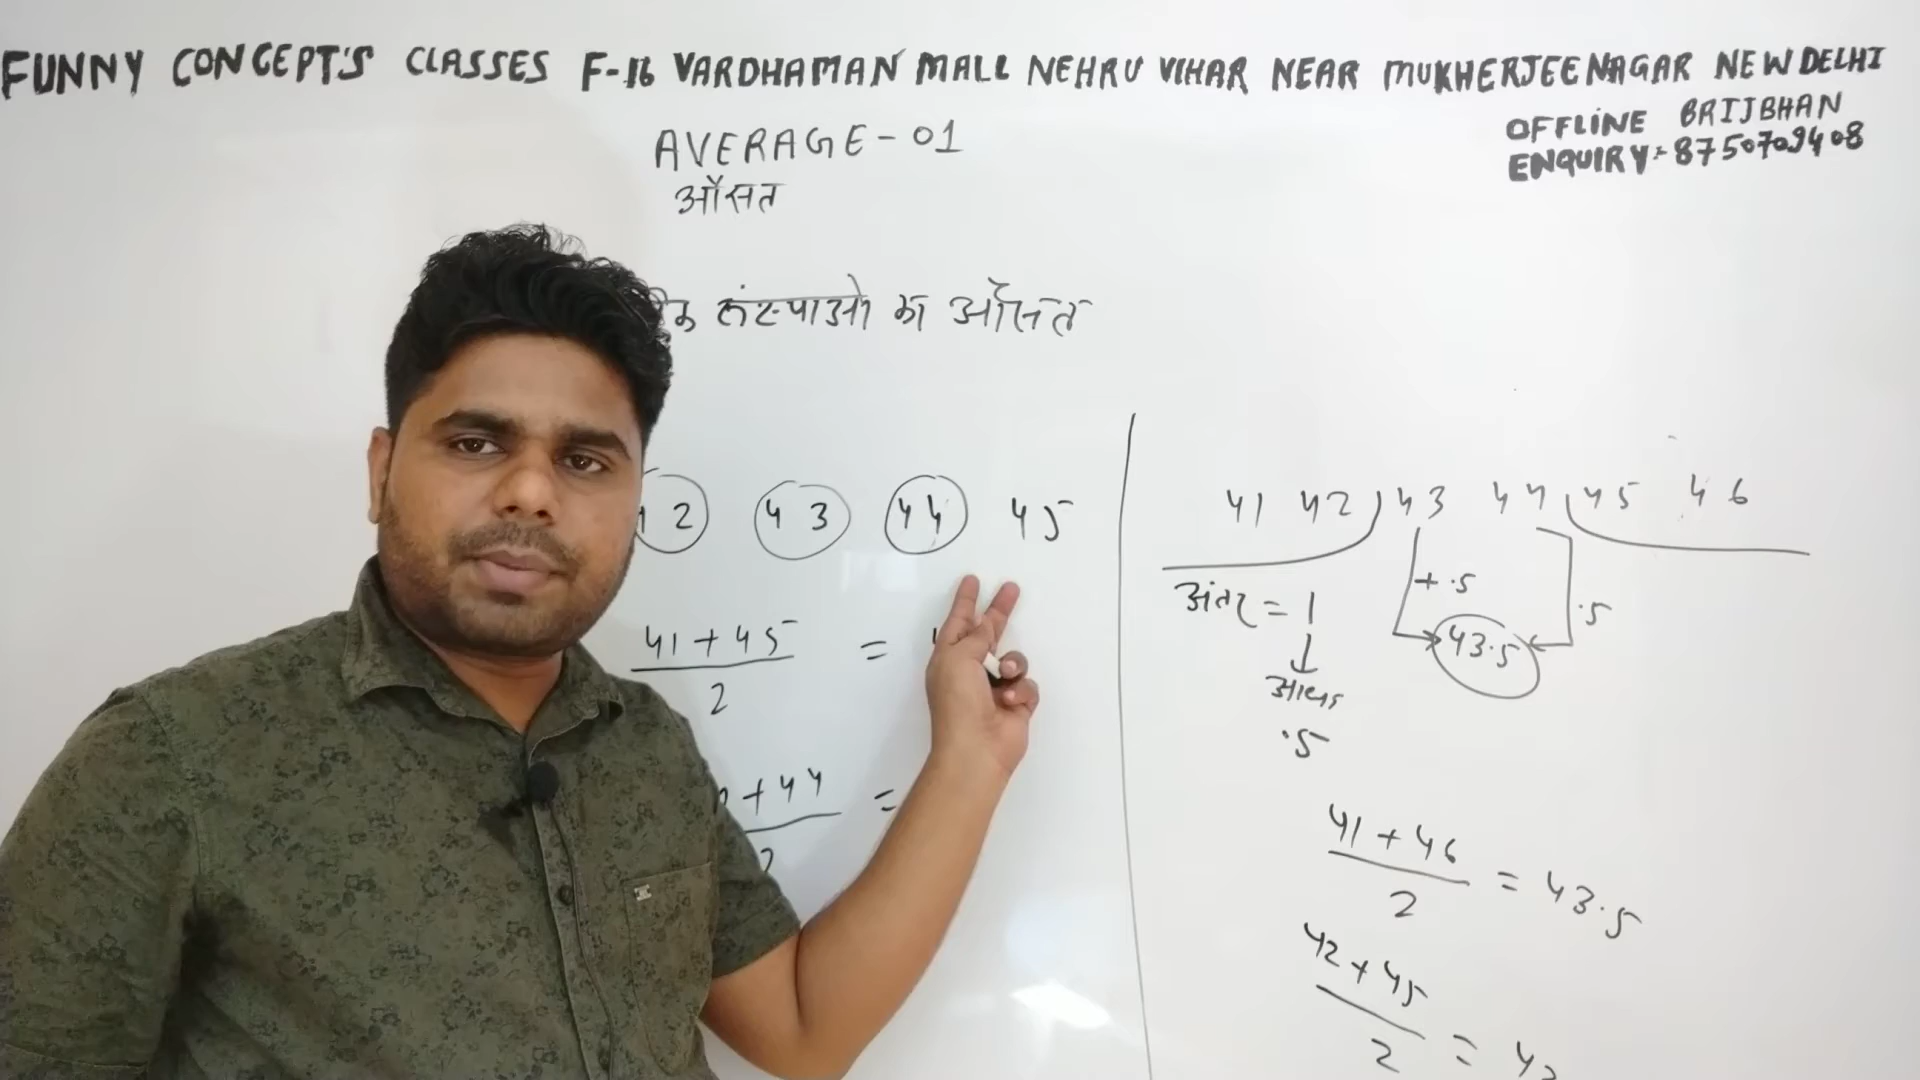 FUNNY CONCEPT'S CLASSES F-16 VARDHAMAN MALL NEHRU VIHAR NEAR MUKHERJEE NAGAR NEW DELHI
OFFLINE BRIJBHAN
ENQUIRY:- 8750709408
AVERAGE-01
औसत
संख्याओ का औसत
2 43 44 45
41+45
2
=
+44
=
41 42 43 44 45 46
अंतर = 1
+.5
.5
43.5
.5
41+46
2
= 43.5
42+45
2
=